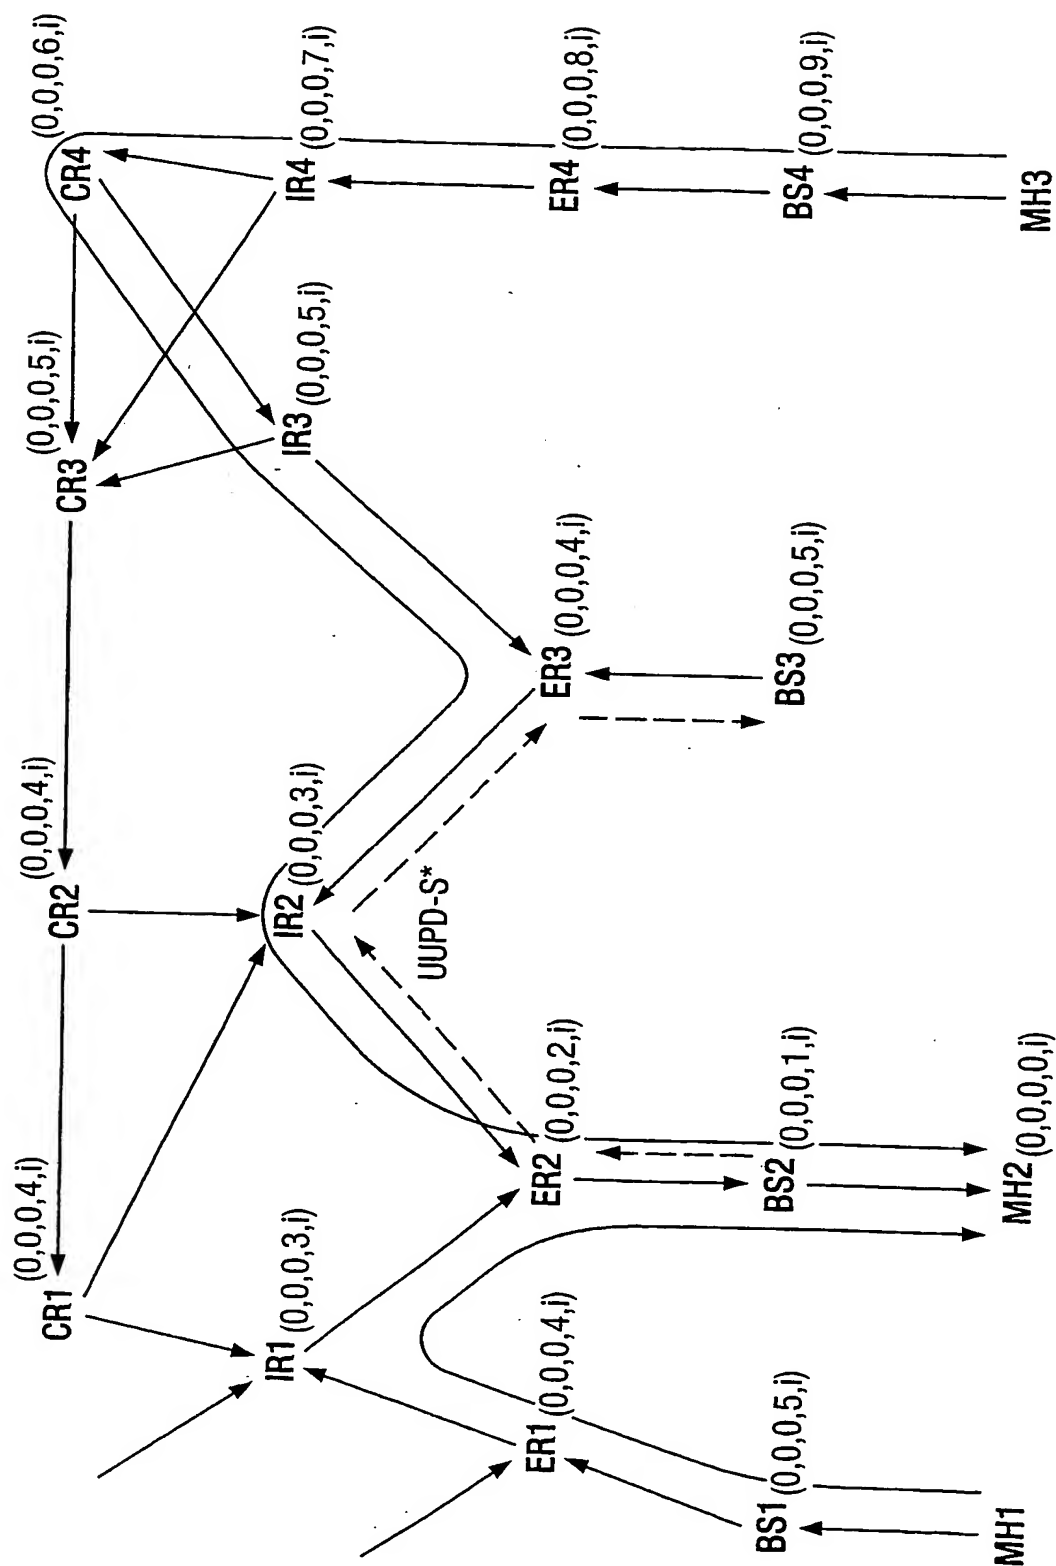 CR1 (0,0,0,4,i)
CR2 (0,0,0,4,i)
CR3 (0,0,0,5,i)
CR4 (0,0,0,6,i)
IR1 (0,0,0,3,i)
IR2 (0,0,0,3,i)
IR3 (0,0,0,5,i)
IR4 (0,0,0,7,i)
UUPD-S*
ER1 (0,0,0,4,i)
ER2 (0,0,0,2,i)
ER3 (0,0,0,4,i)
ER4 (0,0,0,8,i)
BS1 (0,0,0,5,i)
BS2 (0,0,0,1,i)
BS3 (0,0,0,5,i)
BS4 (0,0,0,9,i)
MH1
MH2 (0,0,0,0,i)
MH3